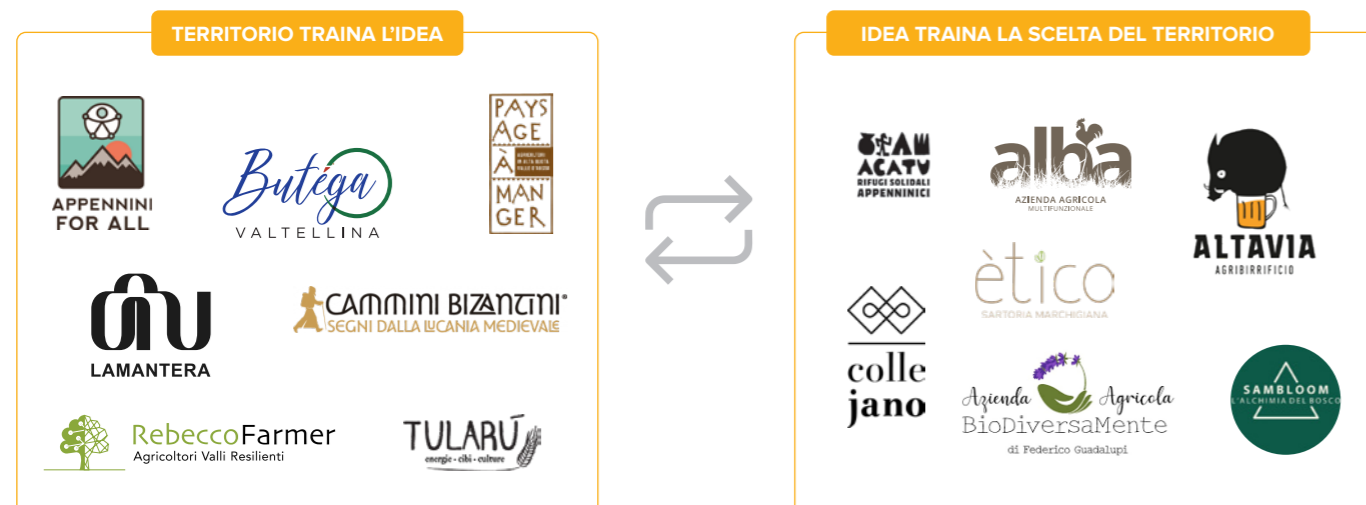 TERRITORIO TRAINA L'IDEA
APPENNINI
FOR ALL
Butéga
VALTELLINA
PAYS
AGE
À
MAN
GER
LAMANTERA
CAMMINI BIZANTINI®
SEGNI DALLA LUCANIA MEDIEVALE
RebeccoFarmer
Agricoltori Valli Resilienti
TULARÚ
energie - cibi - culture
IDEA TRAINA LA SCELTA DEL TERRITORIO
ACATU
RIFUGI SOLIDALI
APPENNINICI
alba
AZIENDA AGRICOLA
MULTIFUNZIONALE
ALTAVIA
AGRIBIRRIFICIO
ètico
SARTORIA MARCHIGIANA
colle
jano
Azienda Agricola
BioDiversaMente
di Federico Guadalupi
SAMBLOOM
L'ALCHIMIA DEL BOSCO